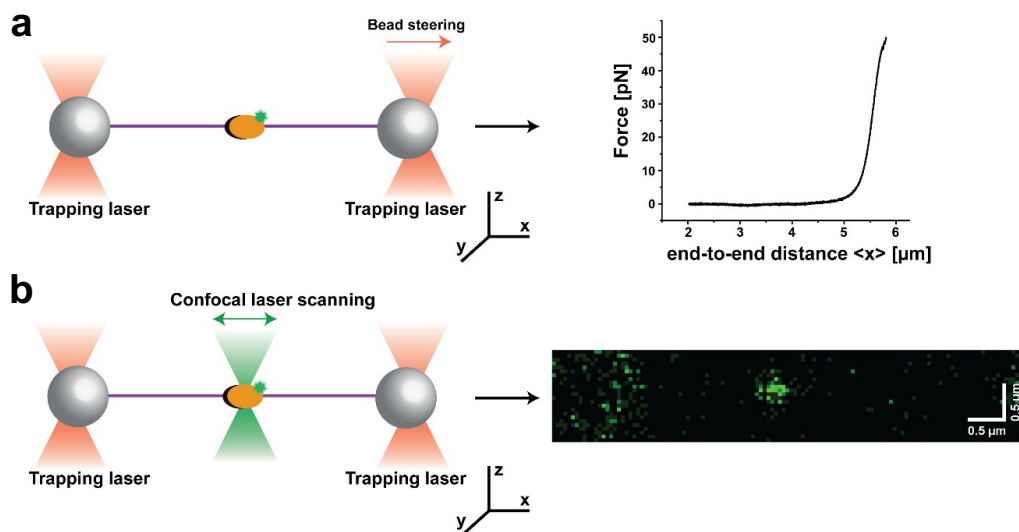 a
Bead steering
Trapping laser
Trapping laser
z
x
y
Force [pN]
50
40
30
20
10
0
2 3 4 5 6
end-to-end distance <x> [µm]
b
Confocal laser scanning
Trapping laser
Trapping laser
z
x
y
0.5 µm
0.5 µm